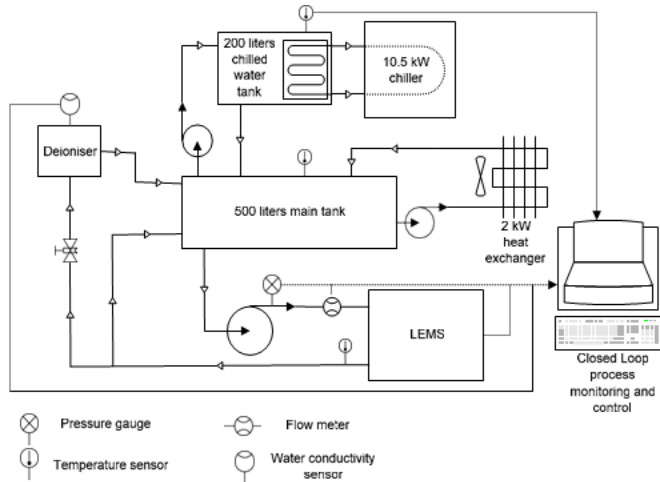 200 liters
chilled
water
tank
10.5 kW
chiller
Deioniser
500 liters main tank
2 kW
heat
exchanger
LEMS
Closed Loop
process
monitoring and
control
Pressure gauge
Flow meter
Temperature sensor
Water conductivity
sensor